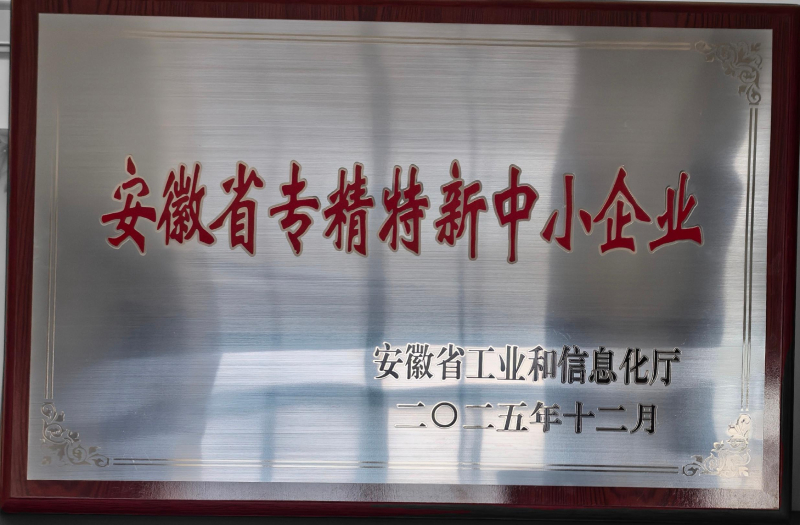 安徽省专精特新中小企业
安徽省工业和信息化厅
二〇二五年十二月